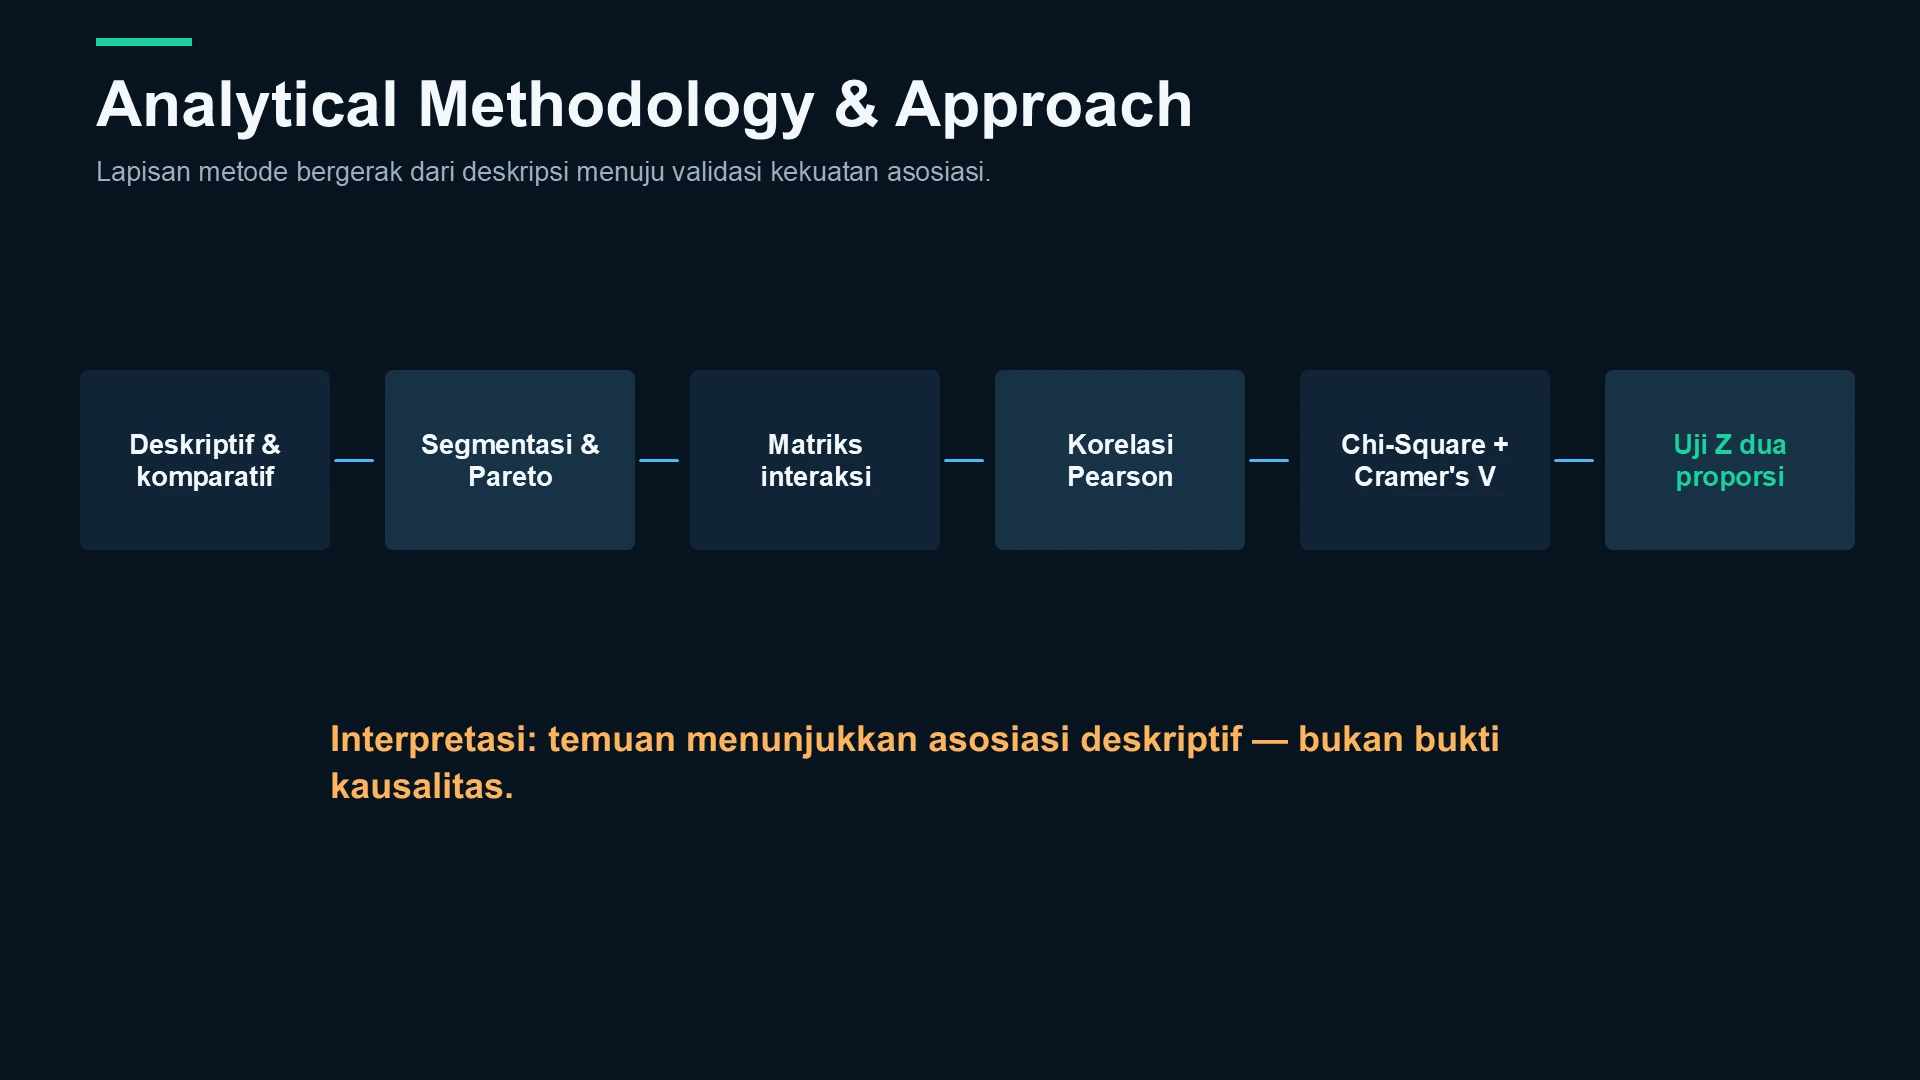 Analytical Methodology & Approach
Lapisan metode bergerak dari deskripsi menuju validasi kekuatan asosiasi.
Deskriptif &
komparatif
Segmentasi &
Pareto
Matriks
interaksi
Korelasi
Pearson
Chi-Square +
Cramer's V
Uji Z dua
proporsi
Interpretasi: temuan menunjukkan asosiasi deskriptif — bukan bukti
kausalitas.